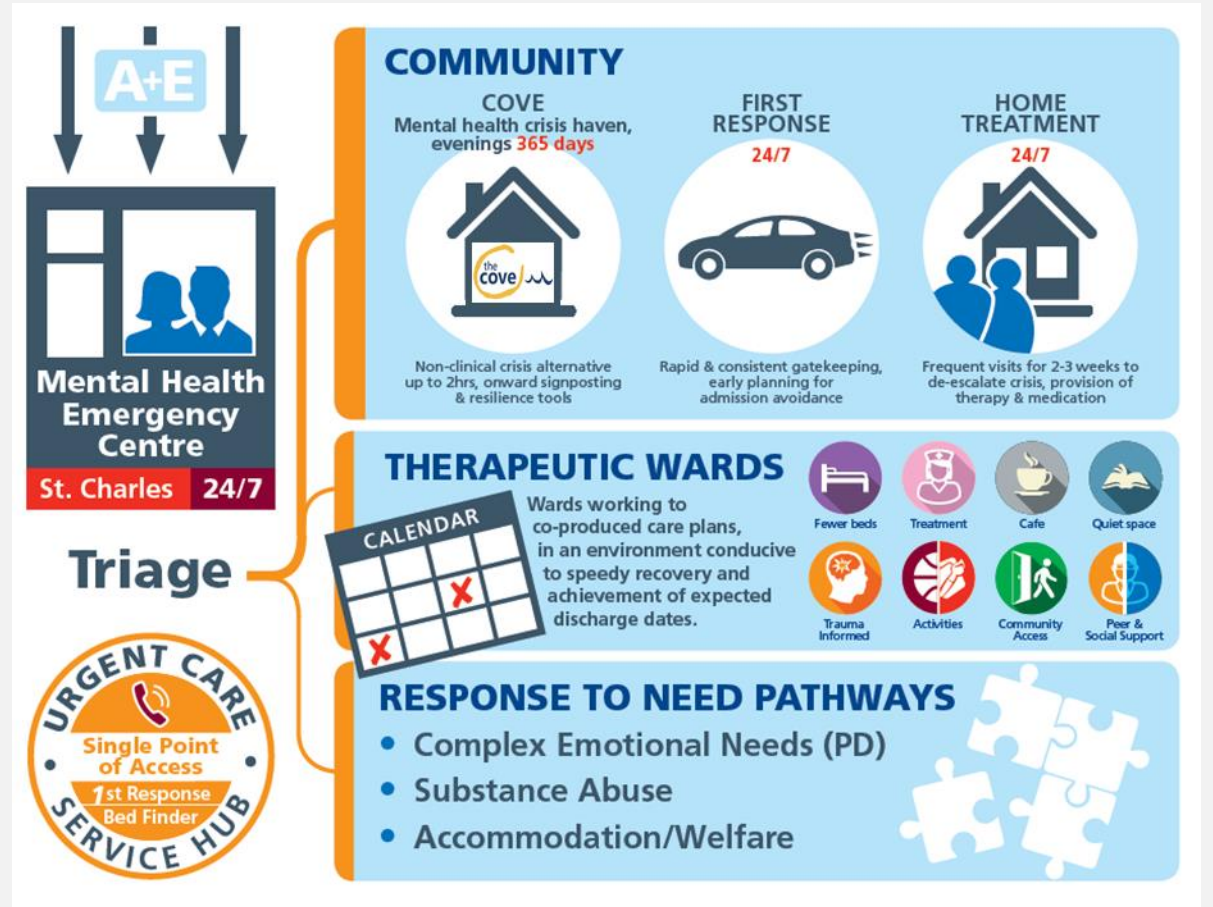 A+E
Mental Health
Emergency
Centre
St. Charles 24/7
Triage
URGENT CARE
Single Point
of Access
1st Response
Bed Finder
SERVICE HUB
COMMUNITY
COVE
Mental health crisis haven,
evenings 365 days
the
cove
Non-clinical crisis alternative
up to 2hrs, onward signposting
& resilience tools
FIRST
RESPONSE
24/7
Rapid & consistent gatekeeping,
early planning for
admission avoidance
HOME
TREATMENT
24/7
Frequent visits for 2-3 weeks to
de-escalate crisis, provision of
therapy & medication
THERAPEUTIC WARDS
CALENDAR
Wards working to
co-produced care plans,
in an environment conducive
to speedy recovery and
achievement of expected
discharge dates.
Fewer beds
Treatment
Cafe
Quiet space
Trauma
Informed
Activities
Community
Access
Peer &
Social Support
RESPONSE TO NEED PATHWAYS
• Complex Emotional Needs (PD)
• Substance Abuse
• Accommodation/Welfare